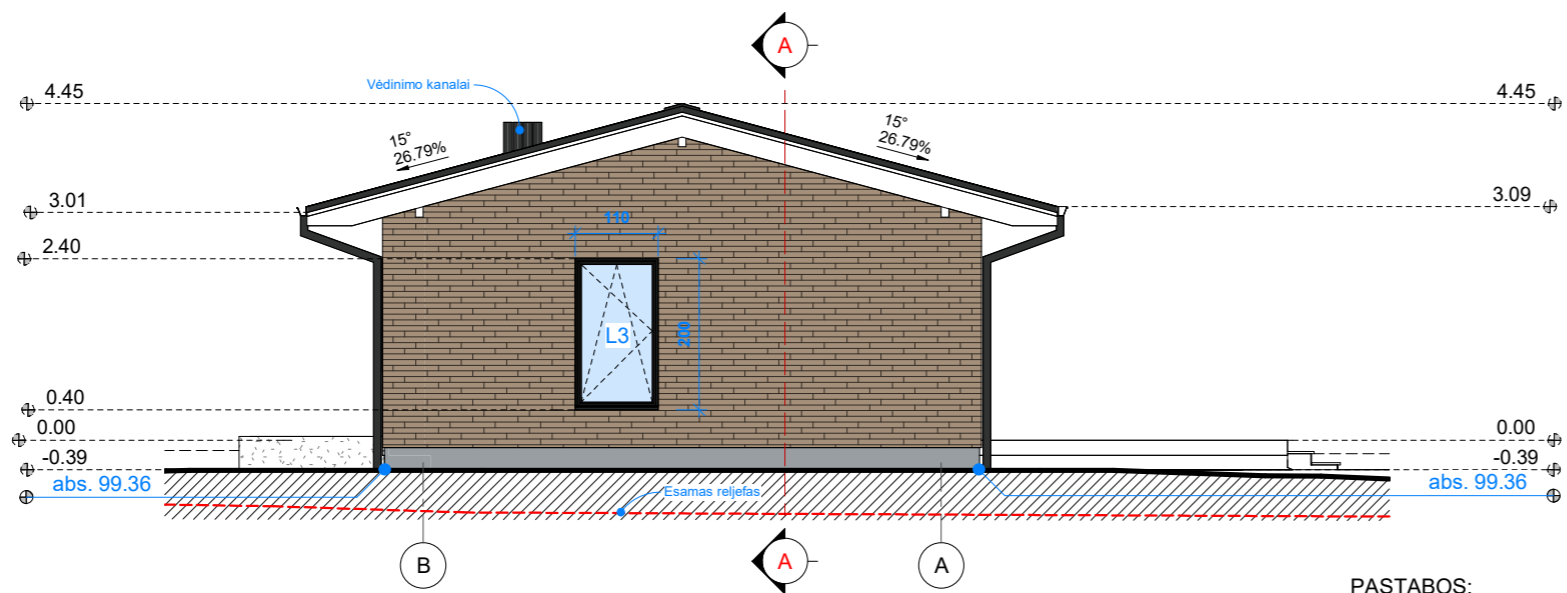 A
4.45
Vėdinimo kanalai
4.45
15°
26.79%
15°
26.79%
3.01
3.09
110
2.40
L3
200
0.40
0.00
0.00
-0.39
-0.39
abs. 99.36
abs. 99.36
Esamas reljefas
B
A
A
PASTABOS: